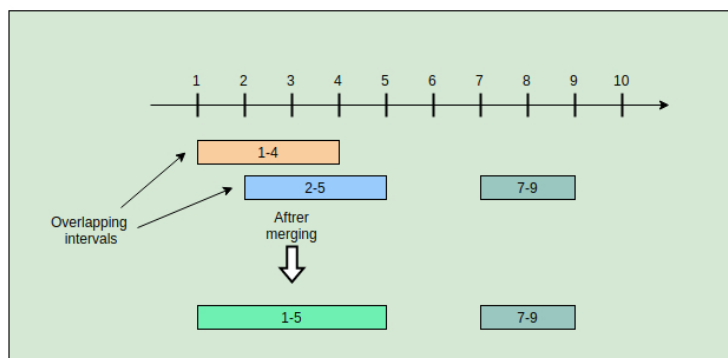 1 2 3 4 5 6 7 8 9 10
1-4
2-5 7-9
Overlapping
intervals
Aftrer
merging
1-5 7-9